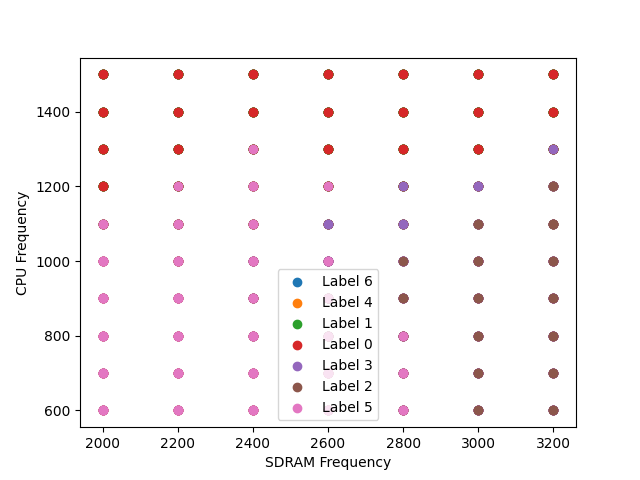 1400
1200
1000
800
600
CPU Frequency
Label 6
Label 4
Label 1
Label 0
Label 3
Label 2
Label 5
2000 2200 2400 2600 2800 3000 3200
SDRAM Frequency